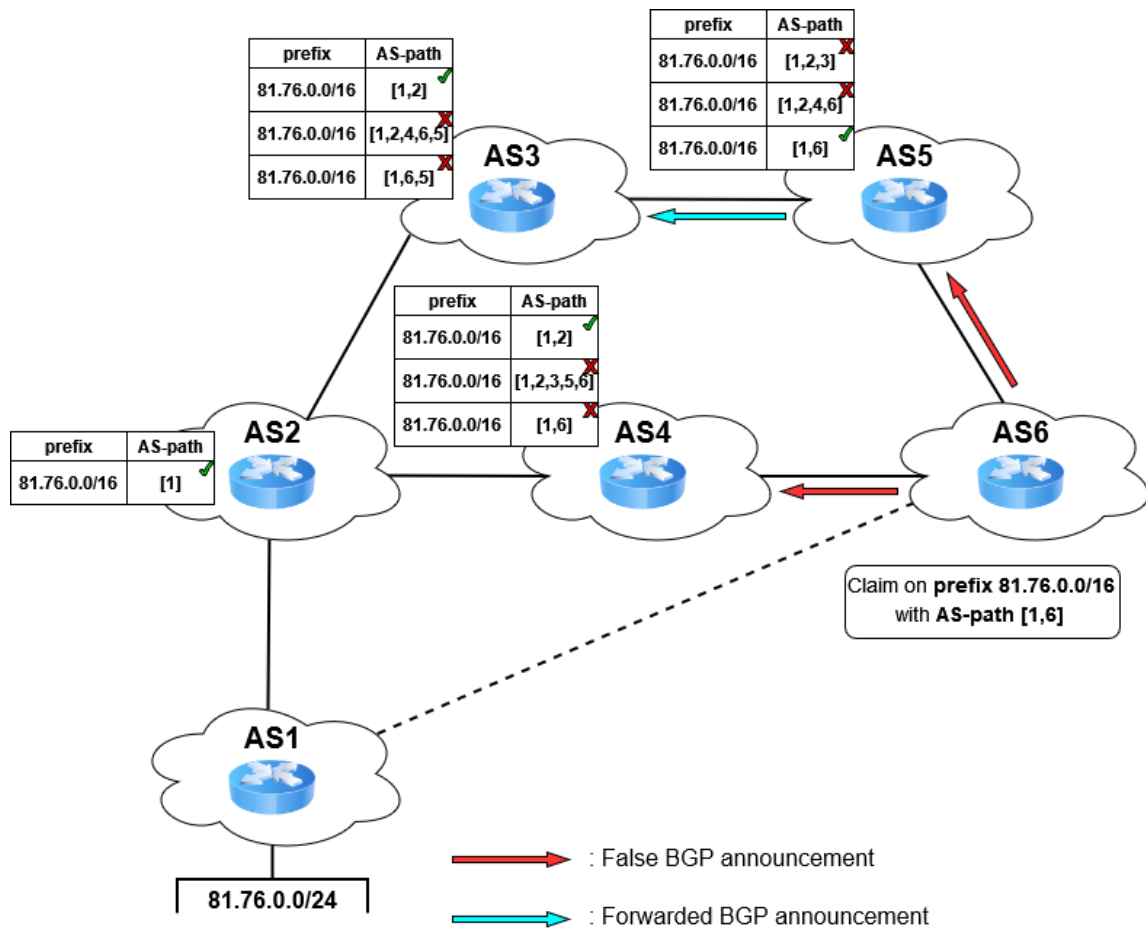 prefix AS-path
81.76.0.0/16 [1,2,3]
81.76.0.0/16 [1,2,4,6]
81.76.0.0/16 [1,6]
prefix AS-path
81.76.0.0/16 [1,2]
81.76.0.0/16 [1,2,4,6,5]
81.76.0.0/16 [1,6,5]
AS3
AS5
prefix AS-path
81.76.0.0/16 [1,2]
81.76.0.0/16 [1,2,3,5,6]
81.76.0.0/16 [1,6]
AS2
AS4
AS6
prefix AS-path
81.76.0.0/16 [1]
Claim on prefix 81.76.0.0/16
with AS-path [1,6]
AS1
81.76.0.0/24
: False BGP announcement
: Forwarded BGP announcement